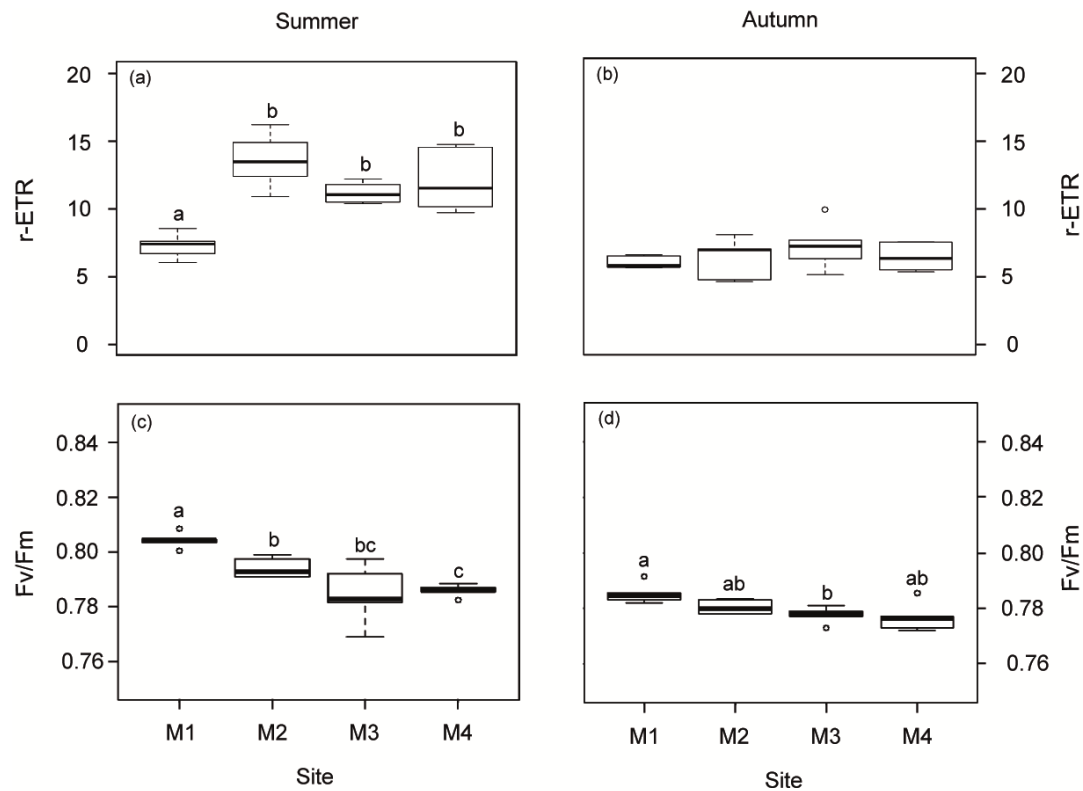 Summer
Autumn
(a)
(b)
20
15
10
5
0
r-ETR
a
b
b
b
20
15
10
5
0
r-ETR
(c)
(d)
0.84
0.82
0.80
0.78
0.76
Fv/Fm
a
b
bc
c
a
ab
b
ab
0.84
0.82
0.80
0.78
0.76
Fv/Fm
M1 M2 M3 M4
M1 M2 M3 M4
Site
Site